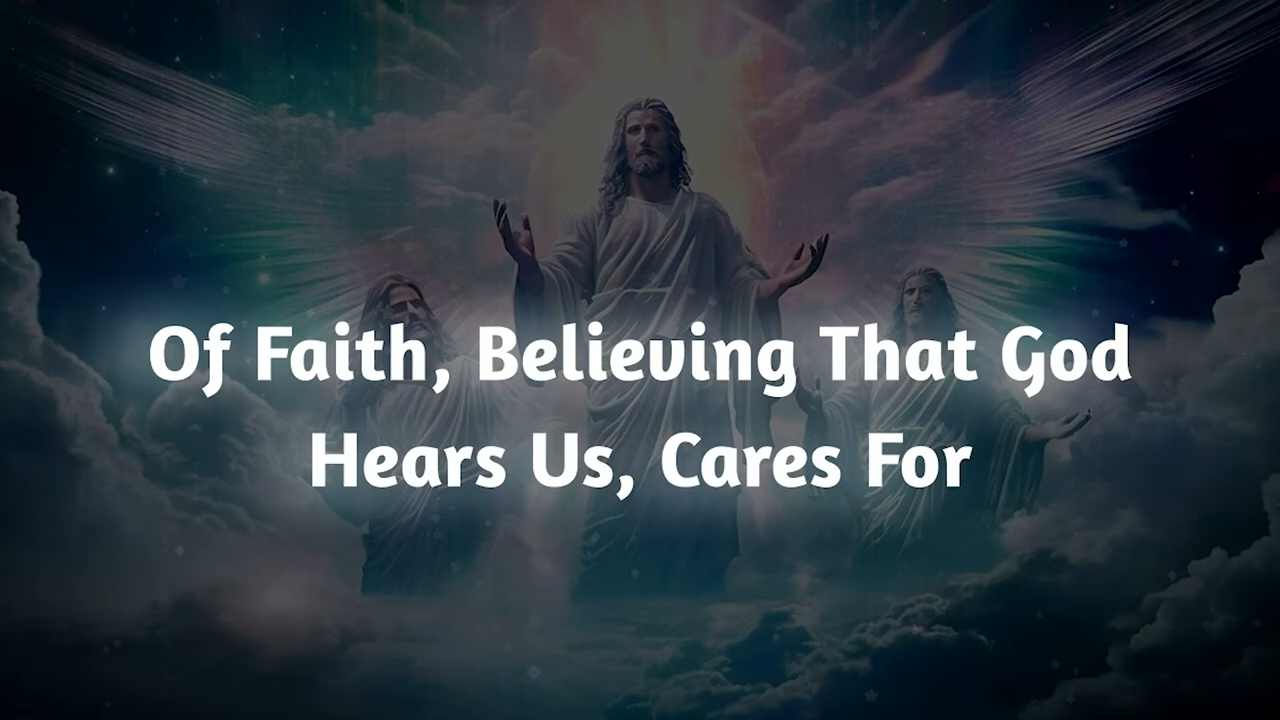 Of Faith, Believing That God
Hears Us, Cares For